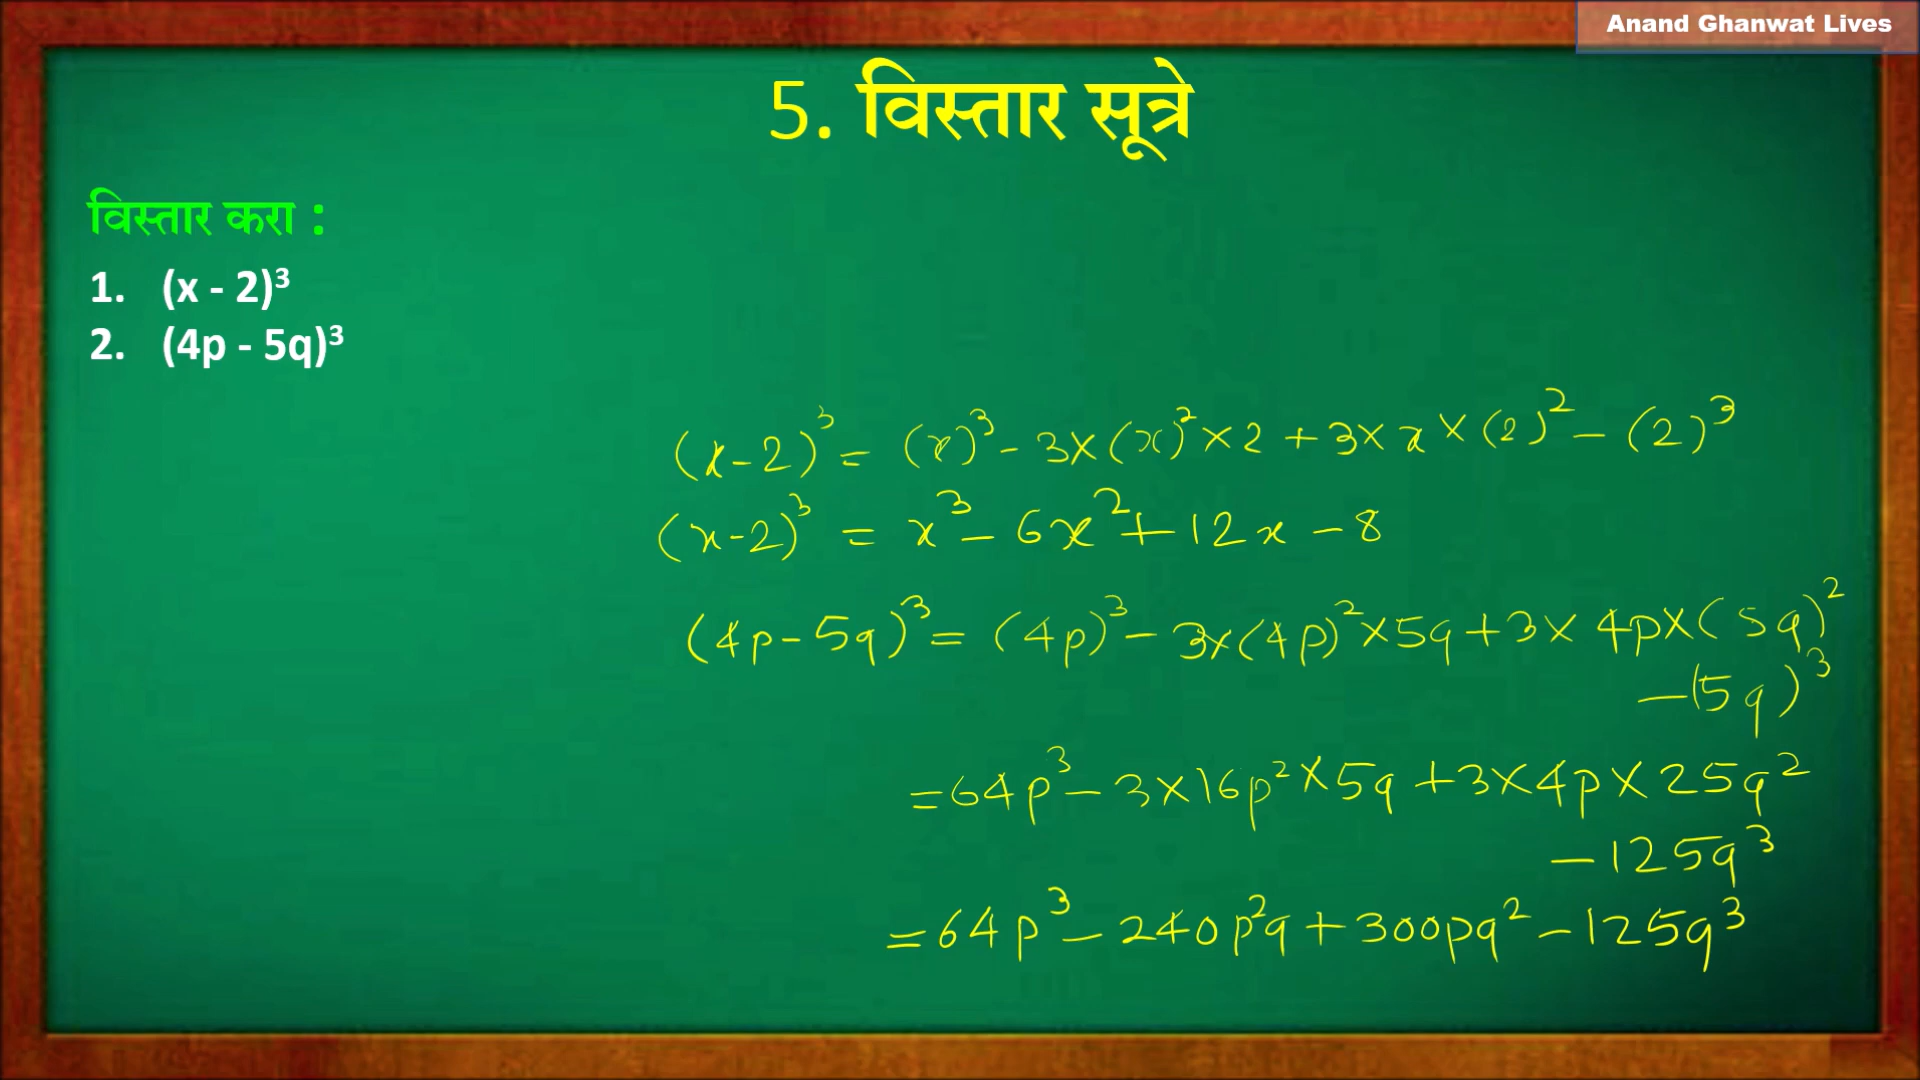 Anand Ghanwat Lives
5. विस्तार सूत्रे
विस्तार करा :
1. (x - 2)³
2. (4p - 5q)³
(x-2)³ = (x)³ - 3×(x)²×2 + 3×x×(2)² - (2)³
(x-2)³ = x³ - 6x² + 12x - 8
(4p-5q)³ = (4p)³ - 3×(4p)²×5q + 3×4p×(5q)²
-(5q)³
= 64p³ - 3×16p²×5q + 3×4p×25q²
- 125q³
= 64p³ - 240p²q + 300pq² - 125q³